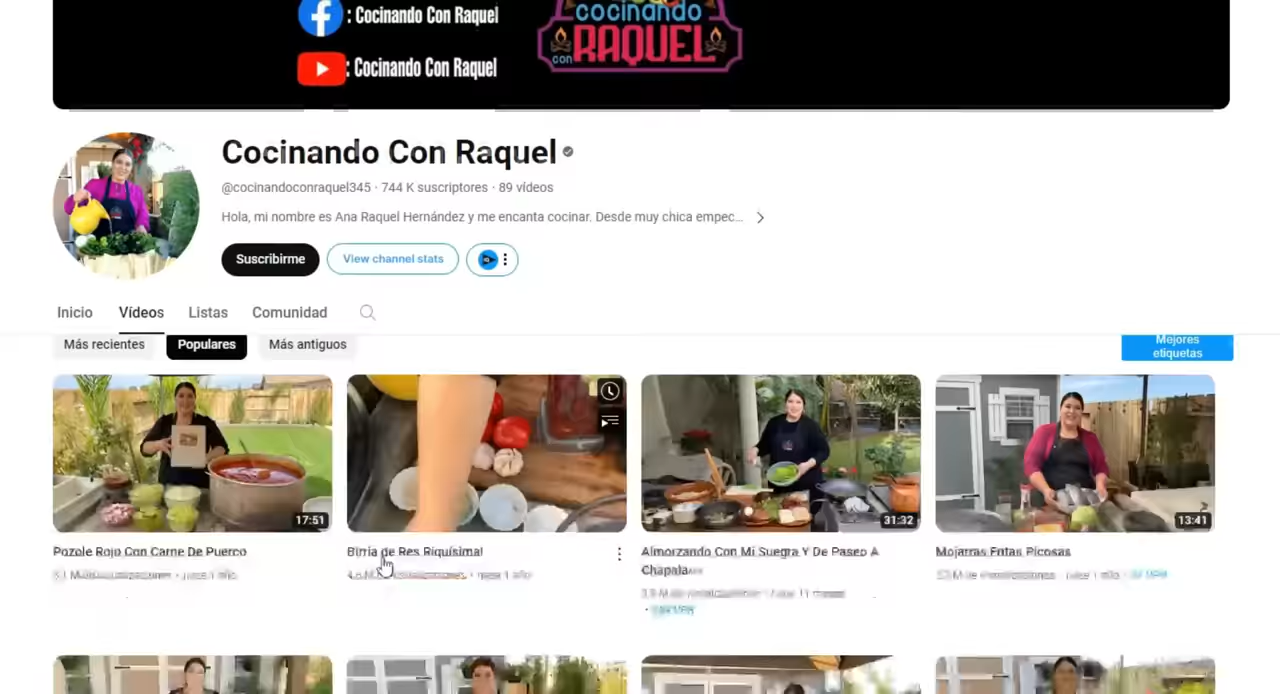 : Cocinando Con Raquel
cocinando
con RAQUEL
: Cocinando Con Raquel
Cocinando Con Raquel
@cocinandoconraquel345 · 744 K suscriptores · 89 vídeos
Hola, mi nombre es Ana Raquel Hernández y me encanta cocinar. Desde muy chica empec...
Suscribirme
View channel stats
Inicio
Vídeos
Listas
Comunidad
Más recientes
Populares
Más antiguos
Mejores
etiquetas
17:51
31:32
13:41
Pozole Rojo Con Carne De Puerco
Birria de Res Riquísima!
Almorzando Con Mi Suegra Y De Paseo A
Chapala
Mojarras Fritas Picosas